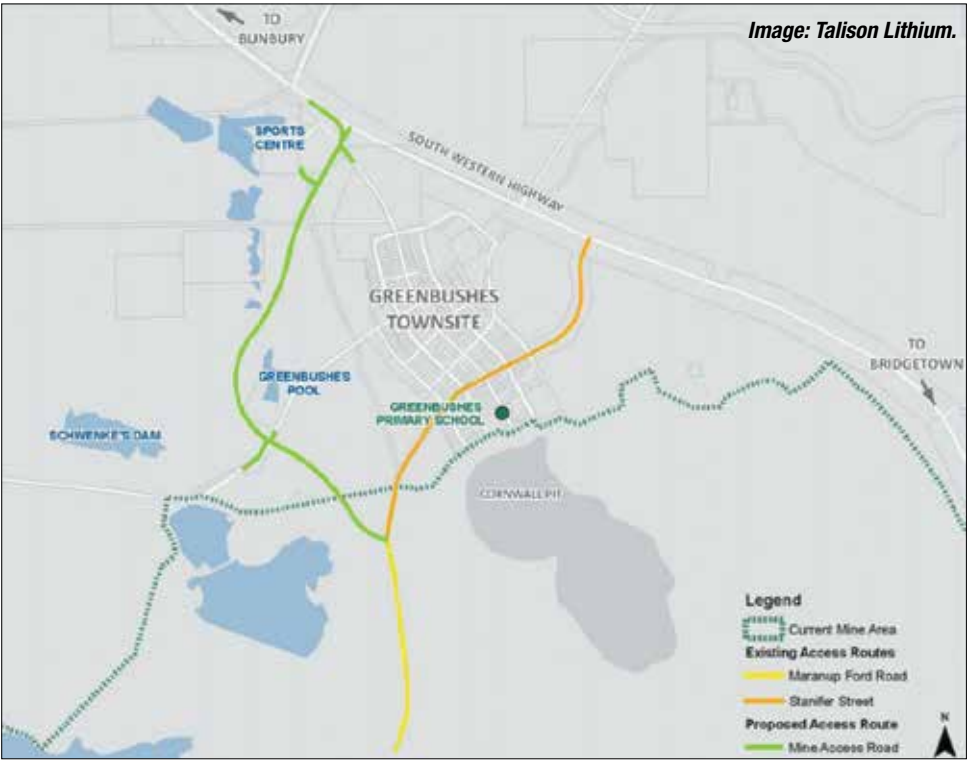 Image: Talison Lithium.
TO
BUNBURY
SPORTS
CENTRE
SOUTH WESTERN HIGHWAY
GREENBUSHES
TOWNSITE
TO
BRIDGETOWN
GREENBUSHES
POOL
GREENBUSHES
PRIMARY SCHOOL
SCHWENKE'S DAM
CORNWALL PIT
Legend
Current Mine Area
Existing Access Routes
Maranup Ford Road
Stanifer Street
Proposed Access Route
Mine Access Road
N